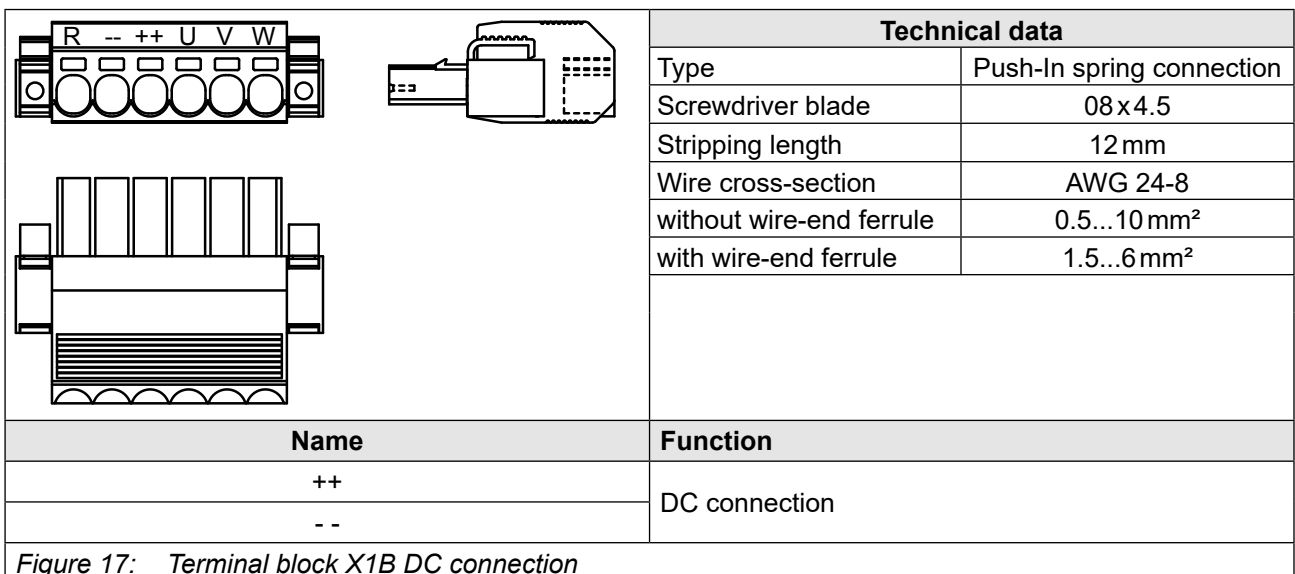 R -- ++ U V W
Technical data
Type Push-In spring connection
Screwdriver blade 08 x 4.5
Stripping length 12 mm
Wire cross-section AWG 24-8
without wire-end ferrule 0.5...10 mm²
with wire-end ferrule 1.5...6 mm²
Name Function
++
DC connection
- -
Figure 17: Terminal block X1B DC connection